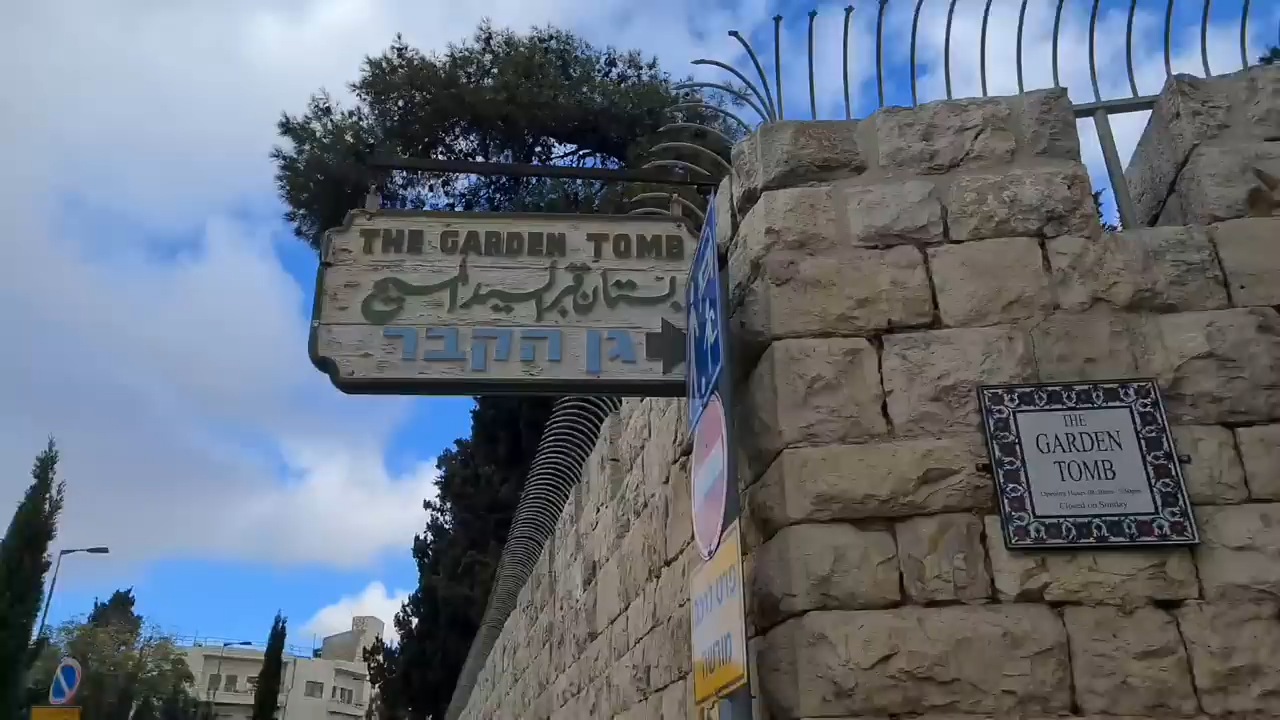 THE GARDEN TOMB
بستان قبر السيد المسيح
גן הקבר
THE
GARDEN
TOMB
Closed on Sunday